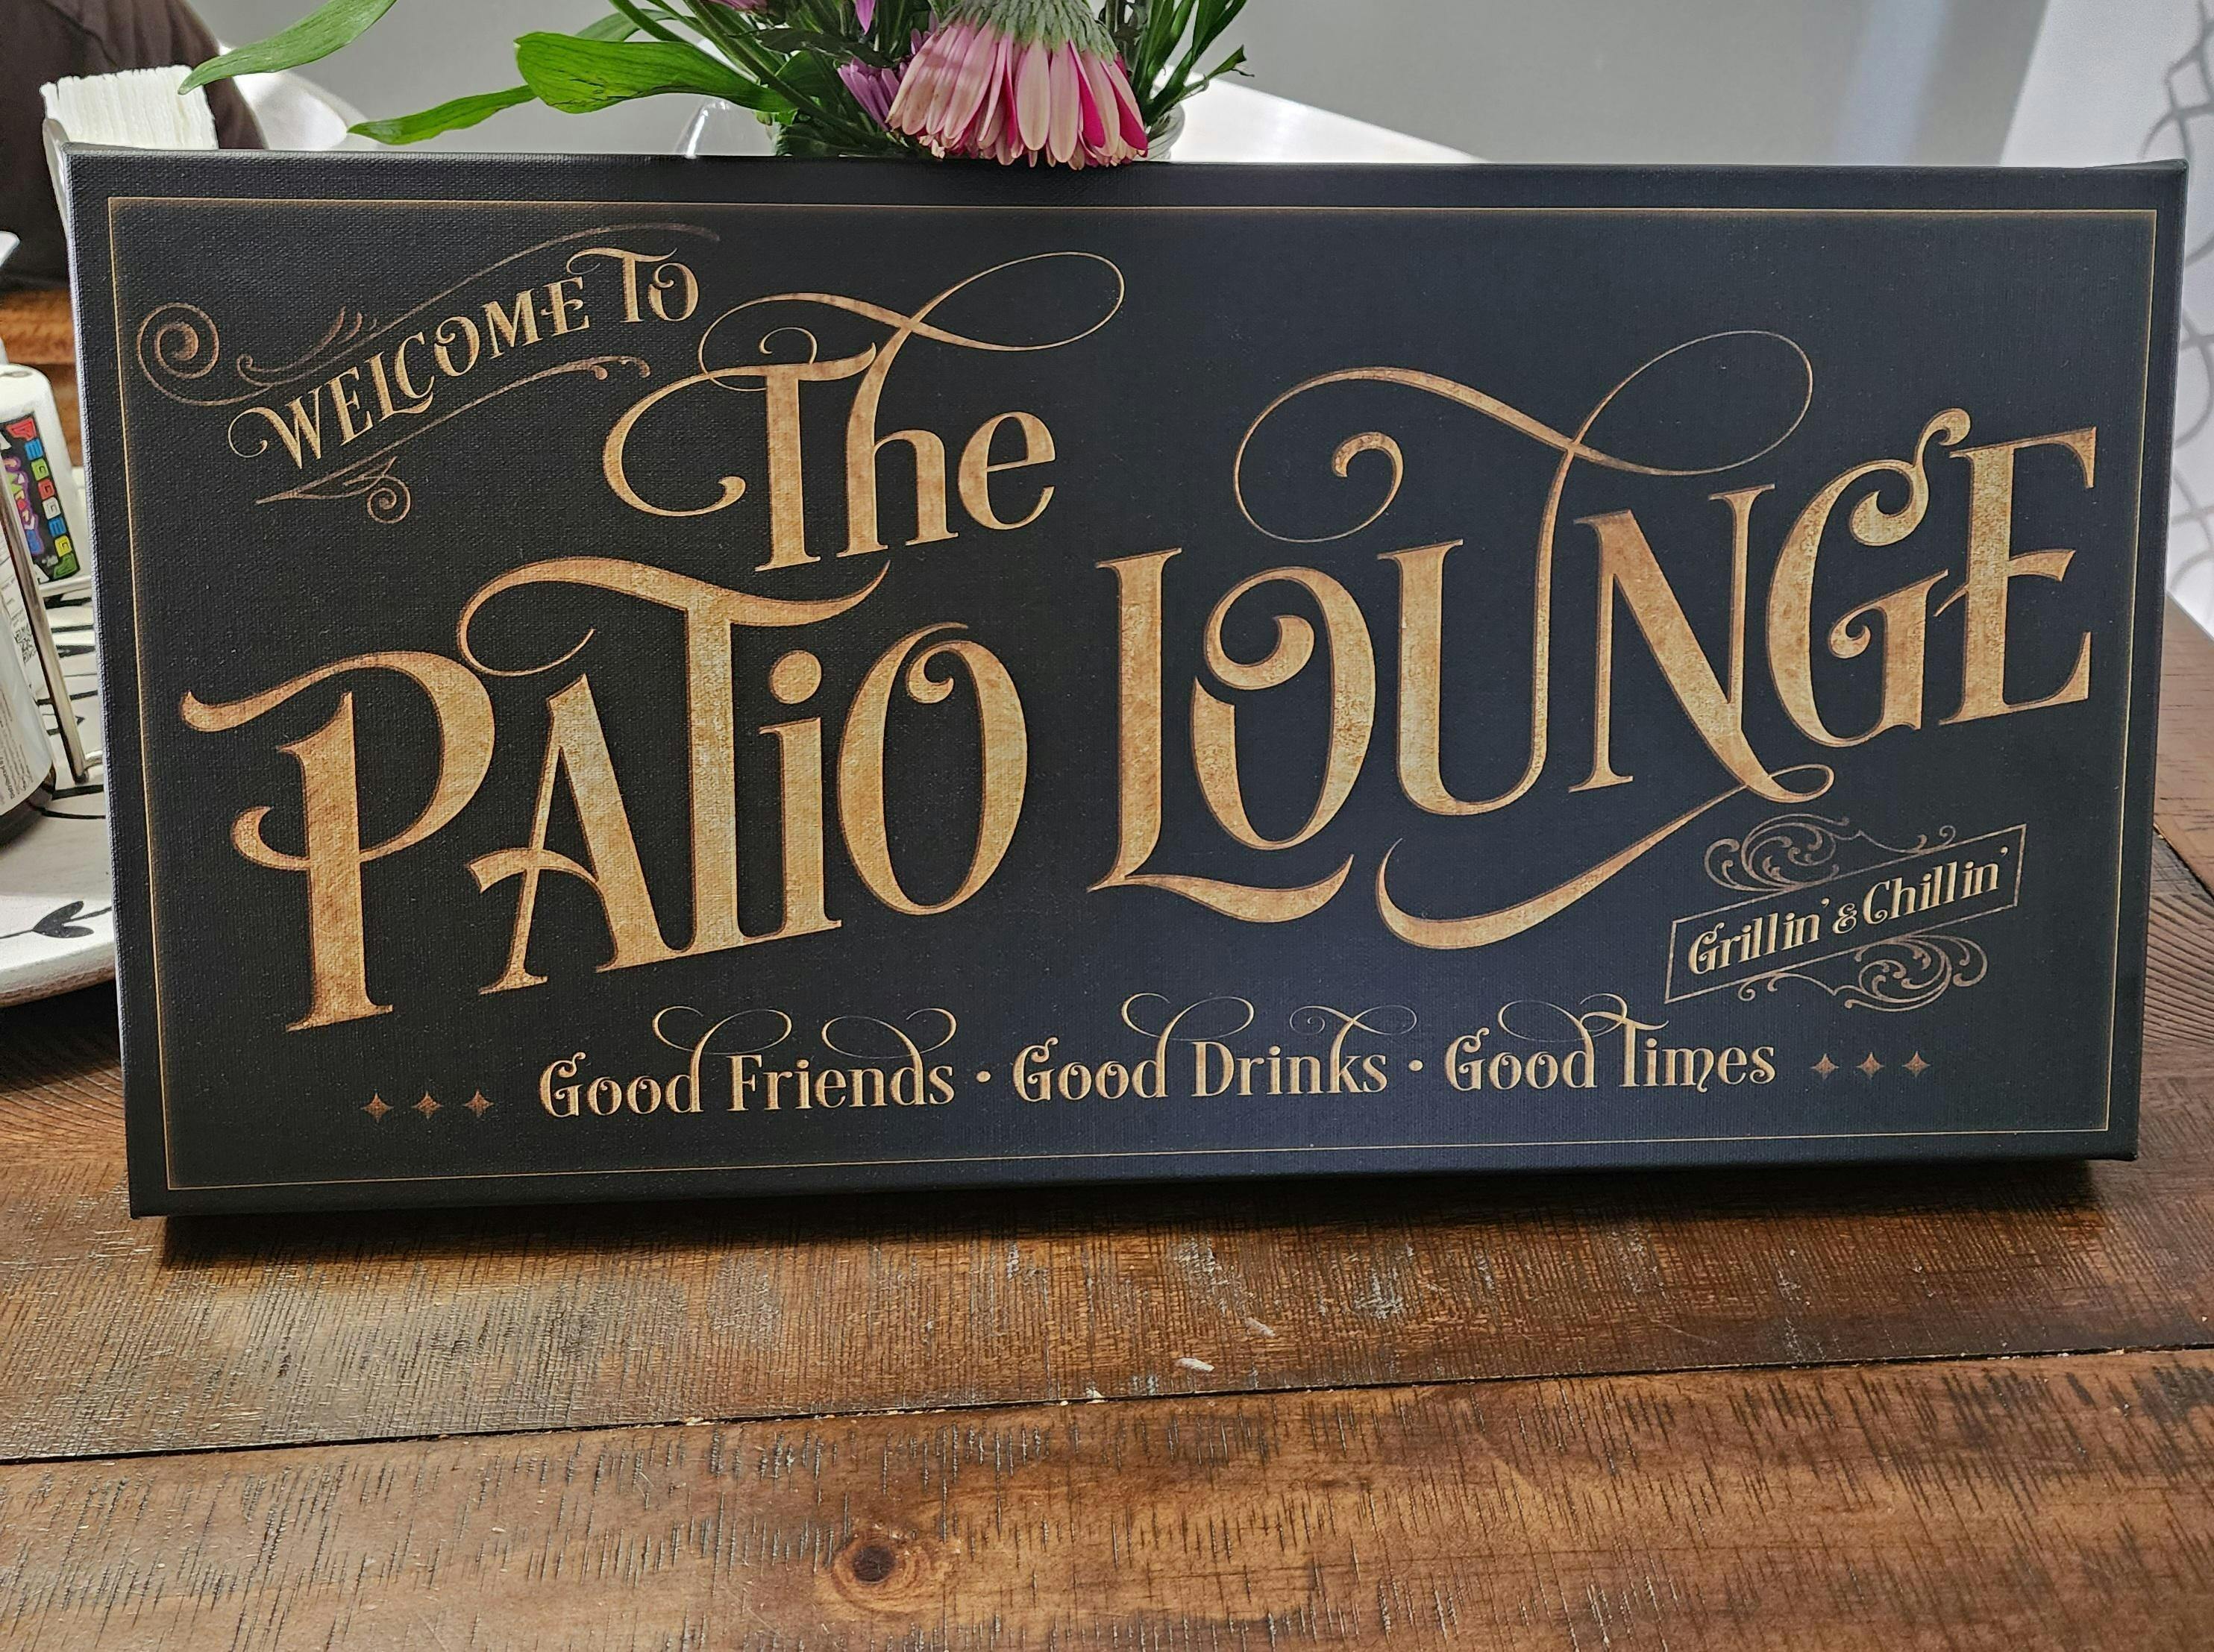 WELCOME TO
The
PATiO LOUNGE
Grillin' & Chillin'
Good Friends · Good Drinks · Good Times